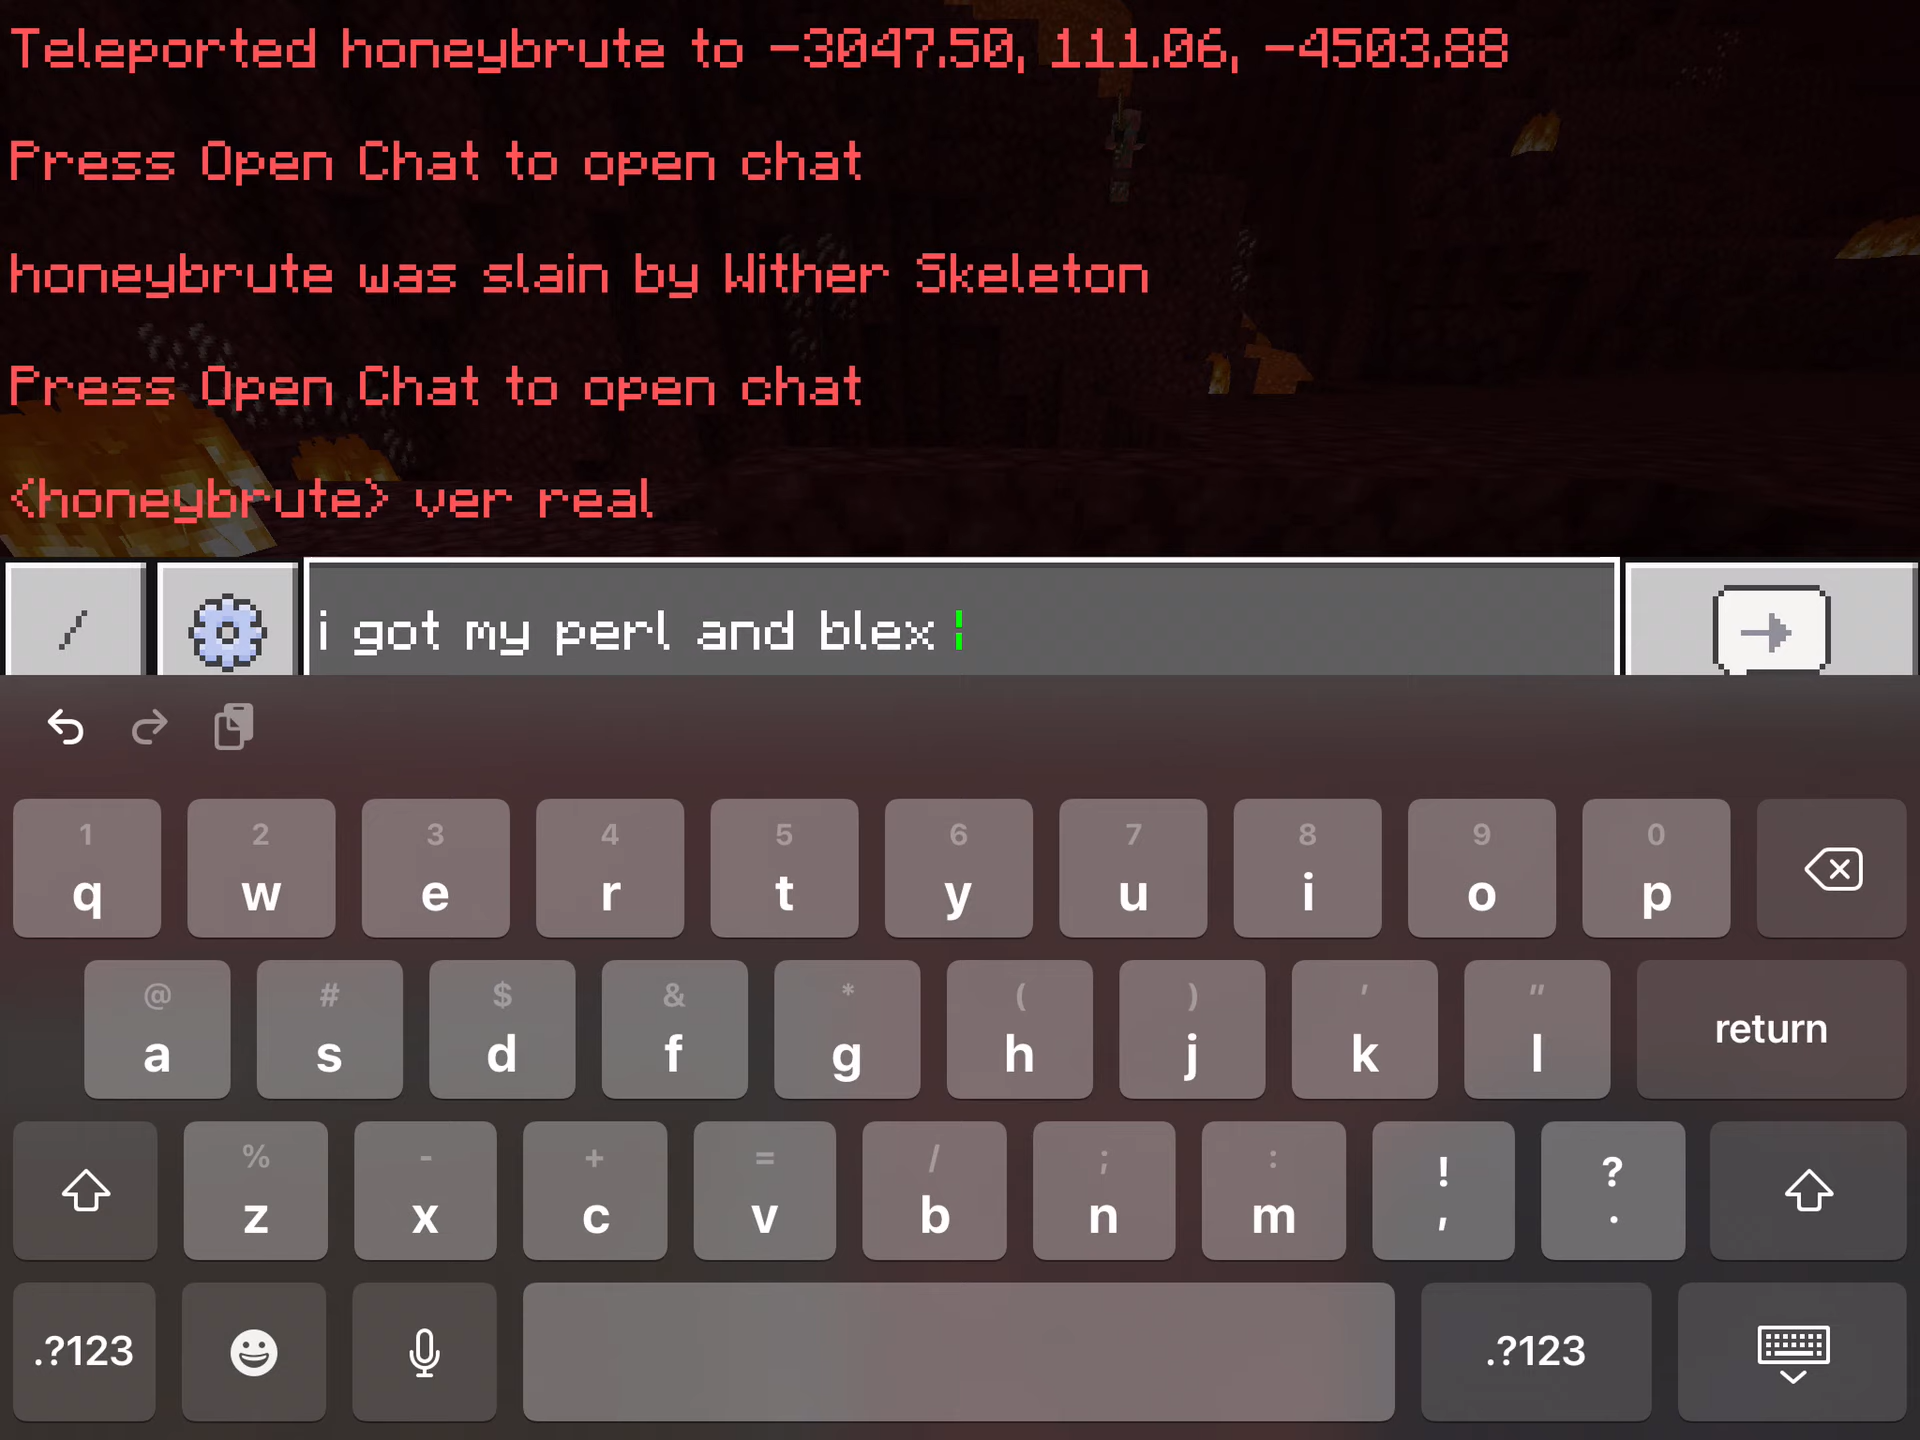 Teleported honeybrute to -3047.50, 111.06, -4503.88
Press Open Chat to open chat
honeybrute was slain by Wither Skeleton
Press Open Chat to open chat
<honeybrute> ver real
/
i got my perl and blex
1 2 3 4 5 6 7 8 9 0
q w e r t y u i o p
@ # $ & * ( ) ' "
a s d f g h j k l return
% - + = / ; : ! ?
z x c v b n m , .
.?123 .?123